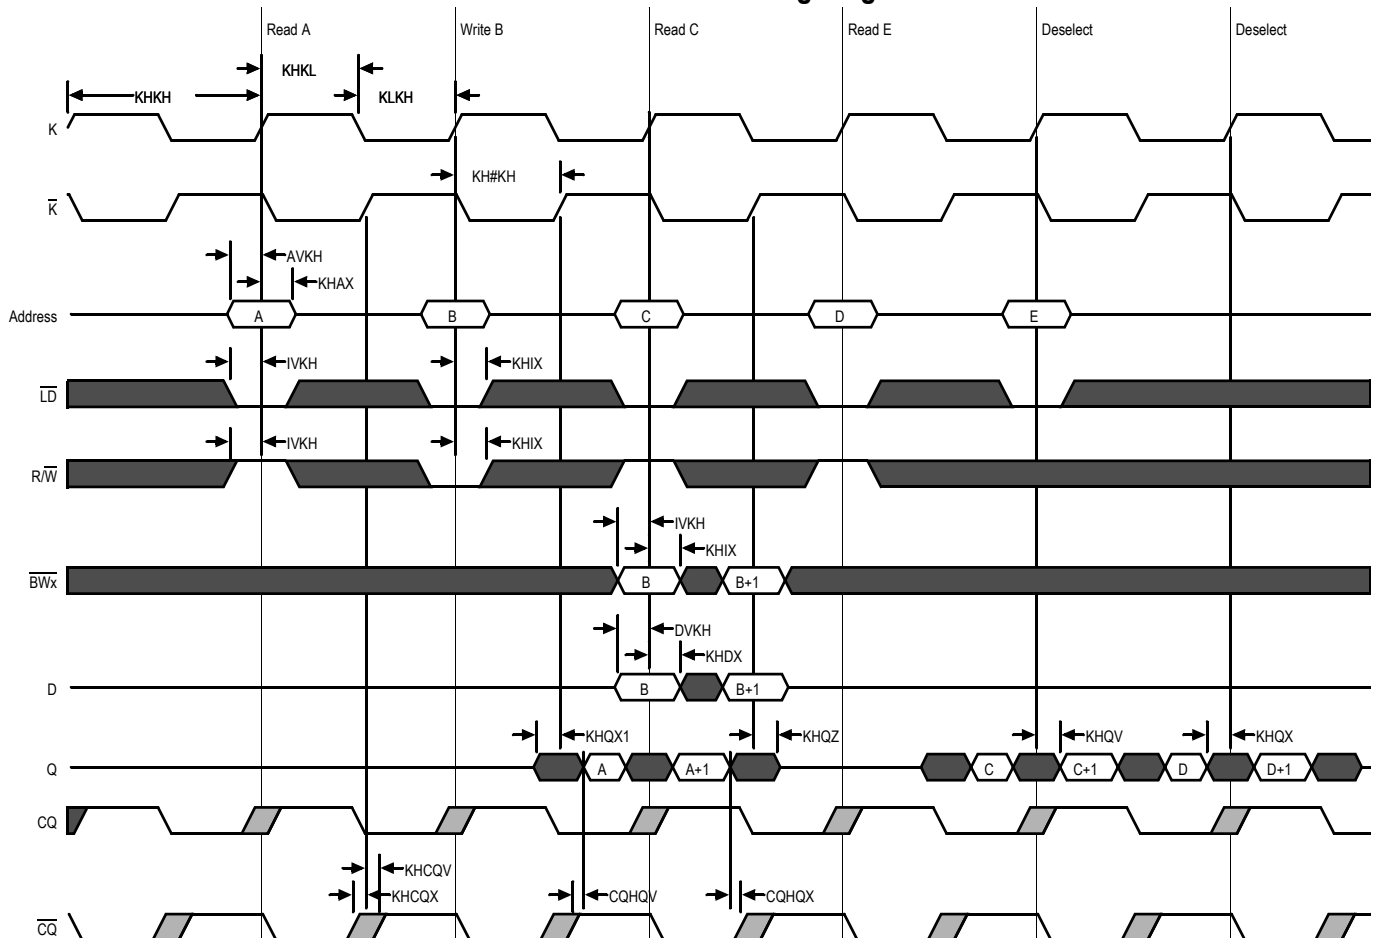 Read A Write B Read C Read E Deselect Deselect
KHKL
KHKH KLKH
K
KH#KH
K
AVKH
KHAX
Address A B C D E
IVKH KHIX
LD
IVKH KHIX
R/W
IVKH
KHIX
BWx B B+1
DVKH
KHDX
D B B+1
KHQX1 KHQZ KHQV KHQX
Q A A+1 C C+1 D D+1
CQ
KHCQV
KHCQX CQHQV CQHQX
CQ